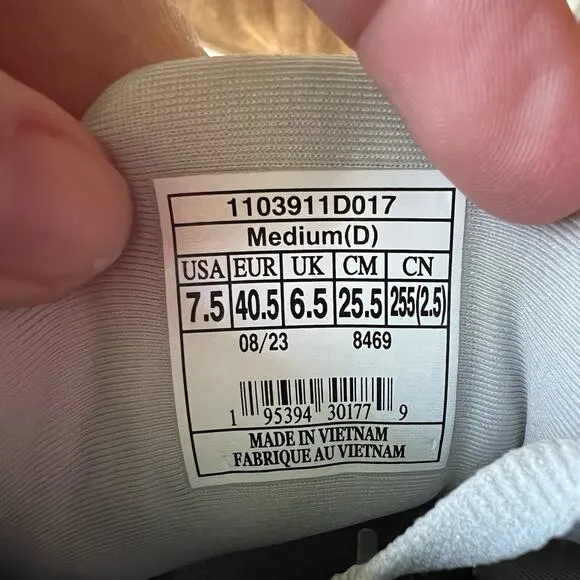 1103911D017
Medium(D)
USA EUR UK CM CN
7.5 40.5 6.5 25.5 255(2.5)
08/23 8469
1 95394 30177 9
MADE IN VIETNAM
FABRIQUE AU VIETNAM